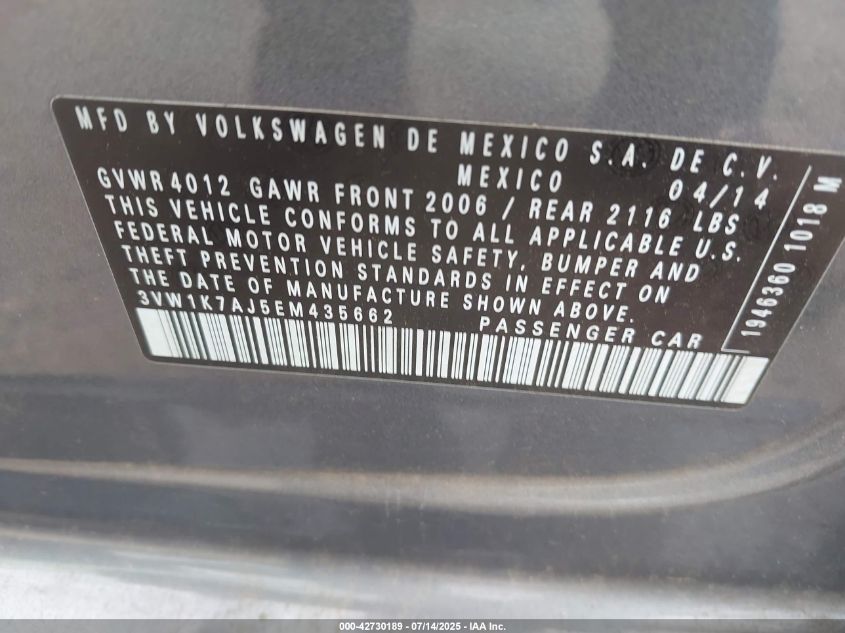 MFD BY VOLKSWAGEN DE MEXICO S.A. DE C.V.
MEXICO 04/14
GVWR 4012 GAWR FRONT 2006 / REAR 2116 LBS
THIS VEHICLE CONFORMS TO ALL APPLICABLE U.S.
FEDERAL MOTOR VEHICLE SAFETY, BUMPER AND
THEFT PREVENTION STANDARDS IN EFFECT ON
THE DATE OF MANUFACTURE SHOWN ABOVE.
3VW1K7AJ5EM435662 PASSENGER CAR
1946360 1018 M
000-42730189 - 07/14/2025 - IAA Inc.